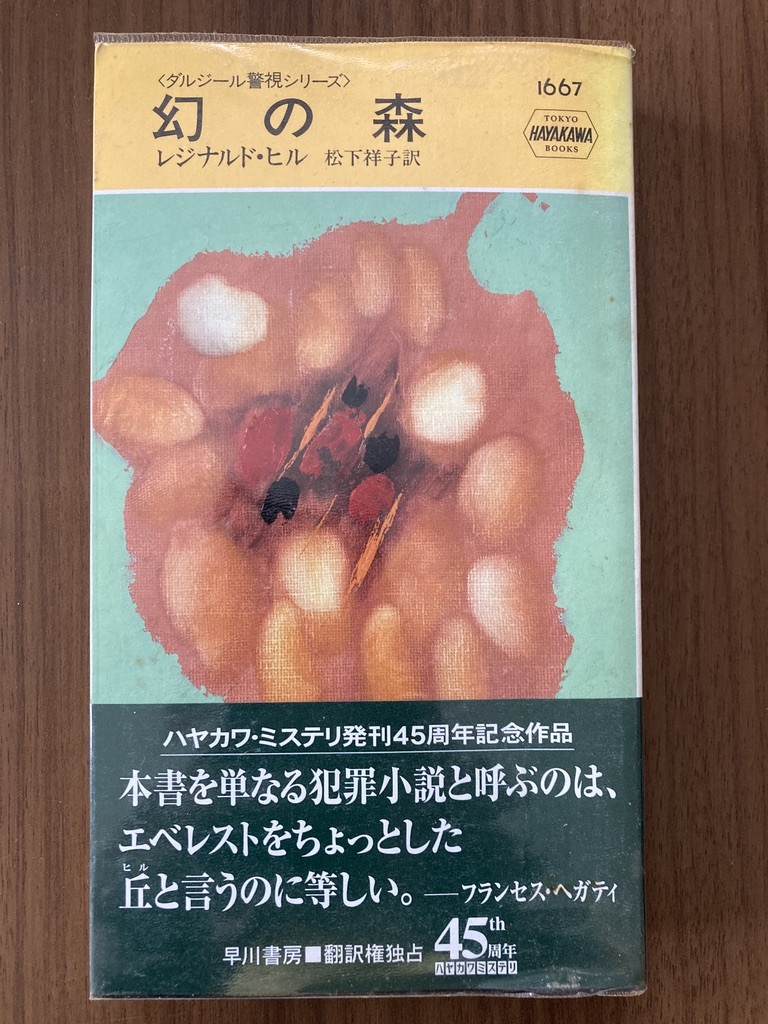 〈ダルジール警視シリーズ〉
幻の森
レジナルド・ヒル 松下祥子訳
1667
TOKYO
HAYAKAWA
BOOKS
ハヤカワ・ミステリ発刊45周年記念作品
本書を単なる犯罪小説と呼ぶのは、
エベレストをちょっとした
ヒル
丘と言うのに等しい。──フランセス・ヘガティ
早川書房■翻訳権独占
45th周年
ハヤカワミステリ